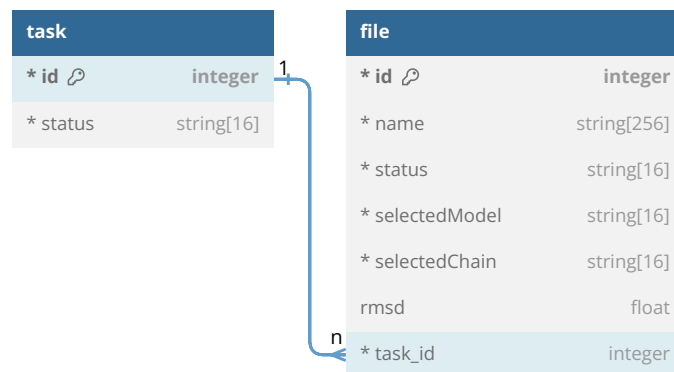 task
* id integer
* status string[16]
1
n
file
* id integer
* name string[256]
* status string[16]
* selectedModel string[16]
* selectedChain string[16]
rmsd float
* task_id integer